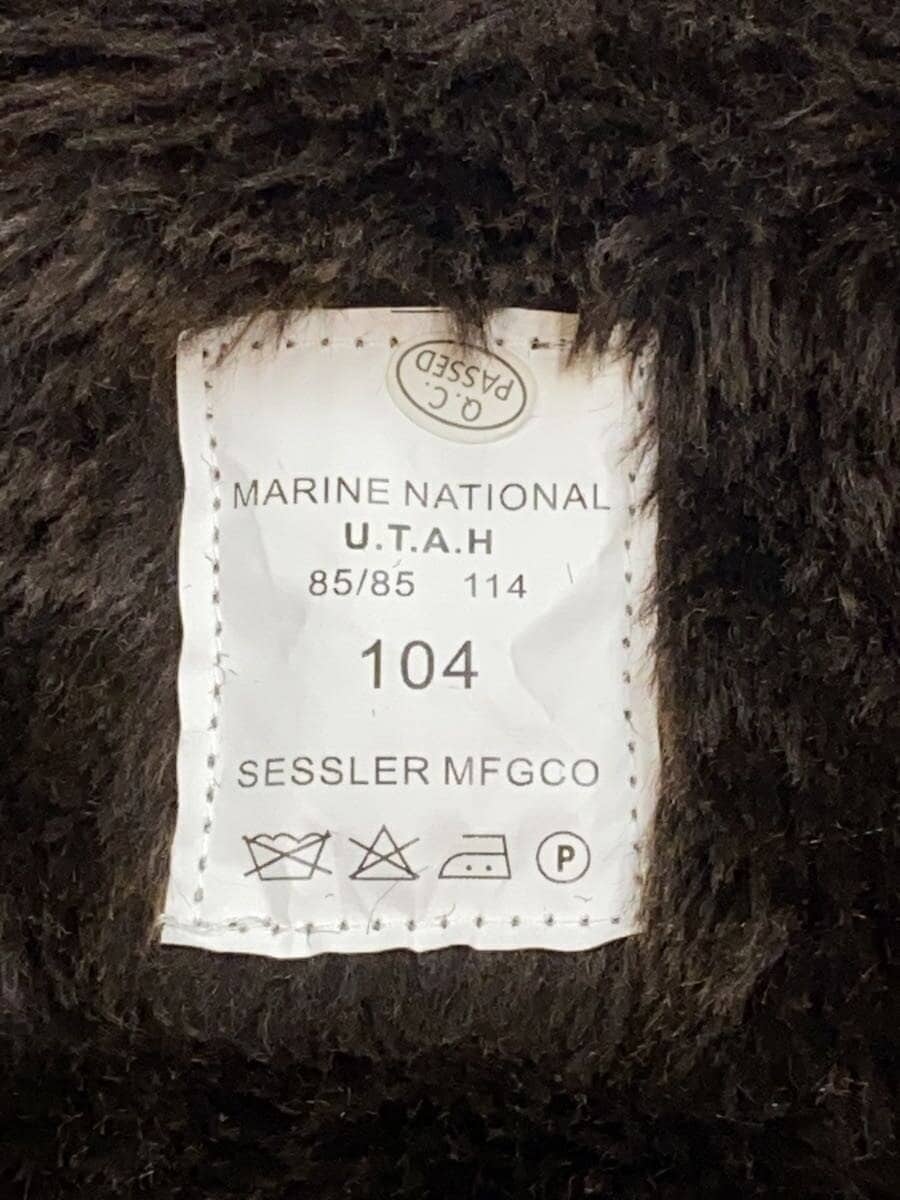 Q.C.
PASSED
MARINE NATIONAL
U.T.A.H
85/85 114
104
SESSLER MFGCO
P